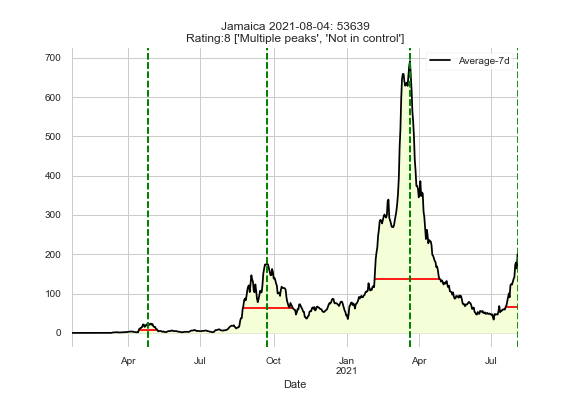 Jamaica 2021-08-04: 53639
Rating:8 ['Multiple peaks', 'Not in control']
Average-7d
700
600
500
400
300
200
100
0
Apr
Jul
Oct
Jan
2021
Apr
Jul
Date